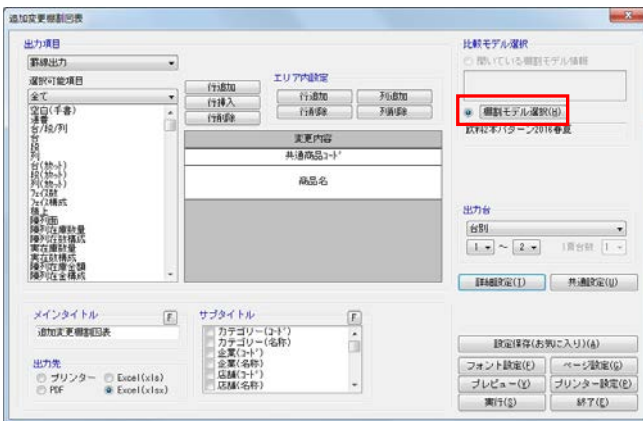 追加変更棚割図表
出力項目
罫線出力
選択可能項目
全て
空白(手書)
連番
台/段/列
台
段
列
台(ｶｾｯﾄ)
段(ｶｾｯﾄ)
列(ｶｾｯﾄ)
ﾌｪｲｽ数
ﾌｪｲｽ構成
積上
陳列面
陳列在庫数量
陳列在数構成
実在庫数量
実在数構成
陳列在庫金額
陳列在金構成
行追加
行挿入
行削除
エリア内設定
行追加
列追加
行削除
列削除
変更内容
共通商品ｺｰﾄﾞ
商品名
比較モデル選択
開いている棚割モデル情報
棚割モデル選択(H)
飲料2本パターン2016春夏
出力台
台別
1 ～ 2
1頁台数 1
詳細設定(I)
共通設定(U)
メインタイトル
F
追加変更棚割図表
出力先
プリンター
Excel(xls)
PDF
Excel(xlsx)
サブタイトル
F
カテゴリー(ｺｰﾄﾞ)
カテゴリー(名称)
企業(ｺｰﾄﾞ)
企業(名称)
店舗(ｺｰﾄﾞ)
店舗(名称)
設定保存(お気に入り)(A)
フォント設定(F)
ページ設定(G)
プレビュー(V)
プリンター設定(P)
実行(S)
終了(E)